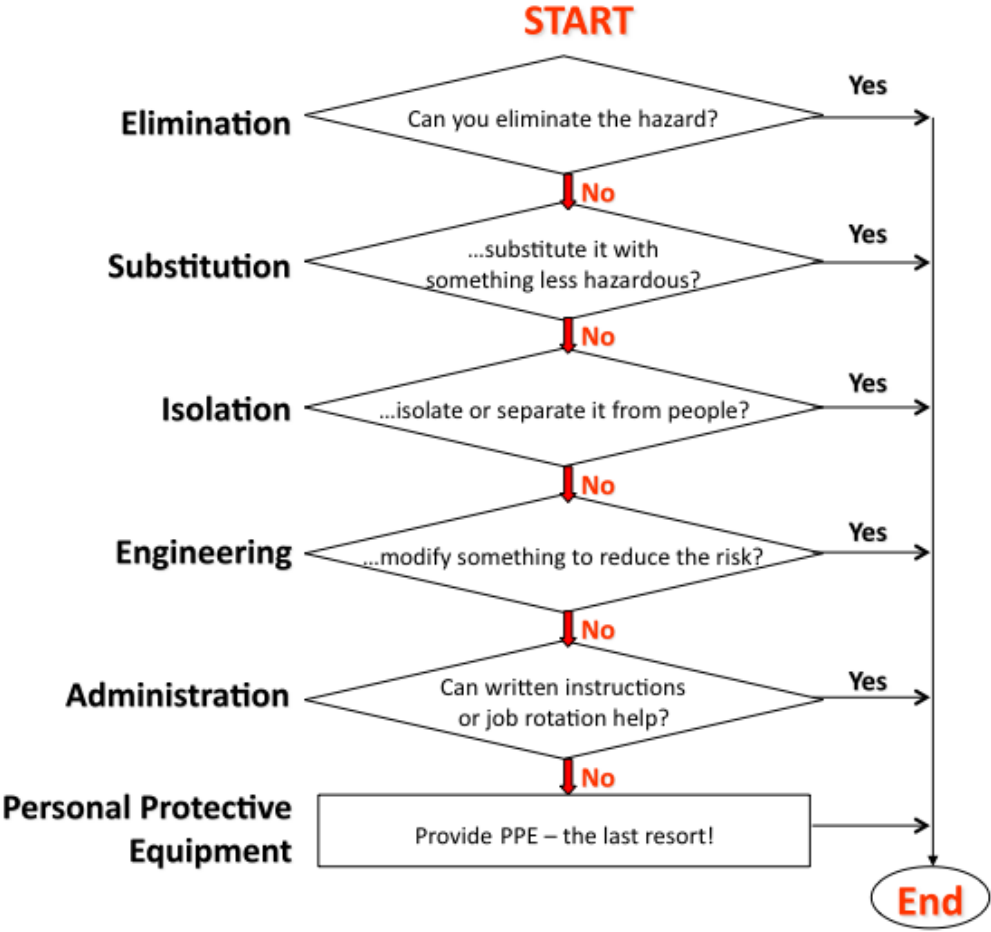 START
Elimination
Can you eliminate the hazard?
Yes
No
Substitution
...substitute it with
something less hazardous?
Yes
No
Isolation
...isolate or separate it from people?
Yes
No
Engineering
...modify something to reduce the risk?
Yes
No
Administration
Can written instructions
or job rotation help?
Yes
No
Personal Protective
Equipment
Provide PPE – the last resort!
End